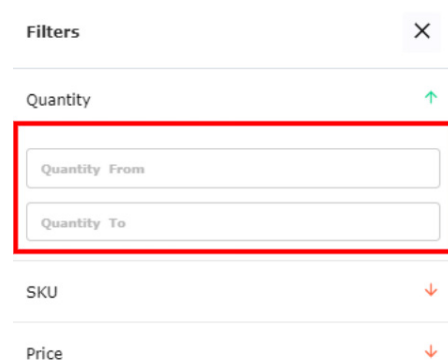 Filters
Quantity
Quantity From
Quantity To
SKU
Price